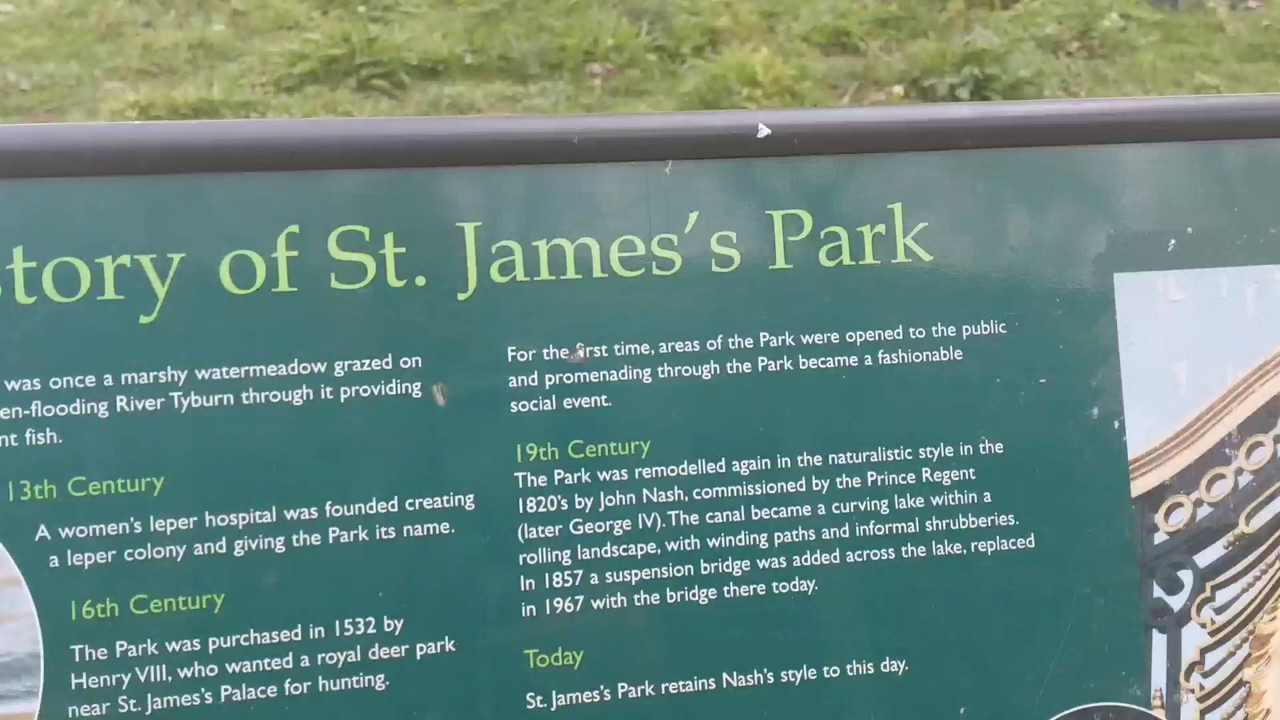 of St. James's Park
was once a marshy watermeadow grazed on
River Tyburn through it providing
fish.
13th Century
A women's leper hospital was founded creating
a leper colony and giving the Park its name.
16th Century
The Park was purchased in 1532 by
Henry VIII, who wanted a royal deer park
near St. James's Palace for hunting.
For the first time, areas of the Park were opened to the public
and promenading through the Park became a fashionable
social event.
19th Century
The Park was remodelled again in the naturalistic style in the
1820's by John Nash, commissioned by the Prince Regent
(later George IV). The canal became a curving lake within a
rolling landscape, with winding paths and informal shrubberies.
In 1857 a suspension bridge was added across the lake, replaced
in 1967 with the bridge there today.
Today
St. James's Park retains Nash's style to this day.